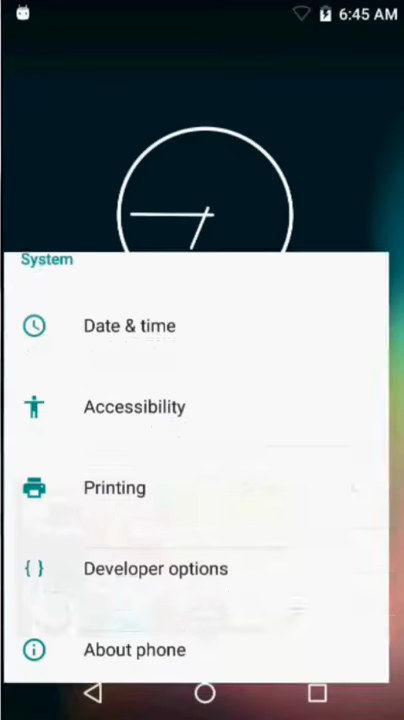 6:45 AM
System
Date & time
Accessibility
Printing
{ } Developer options
About phone